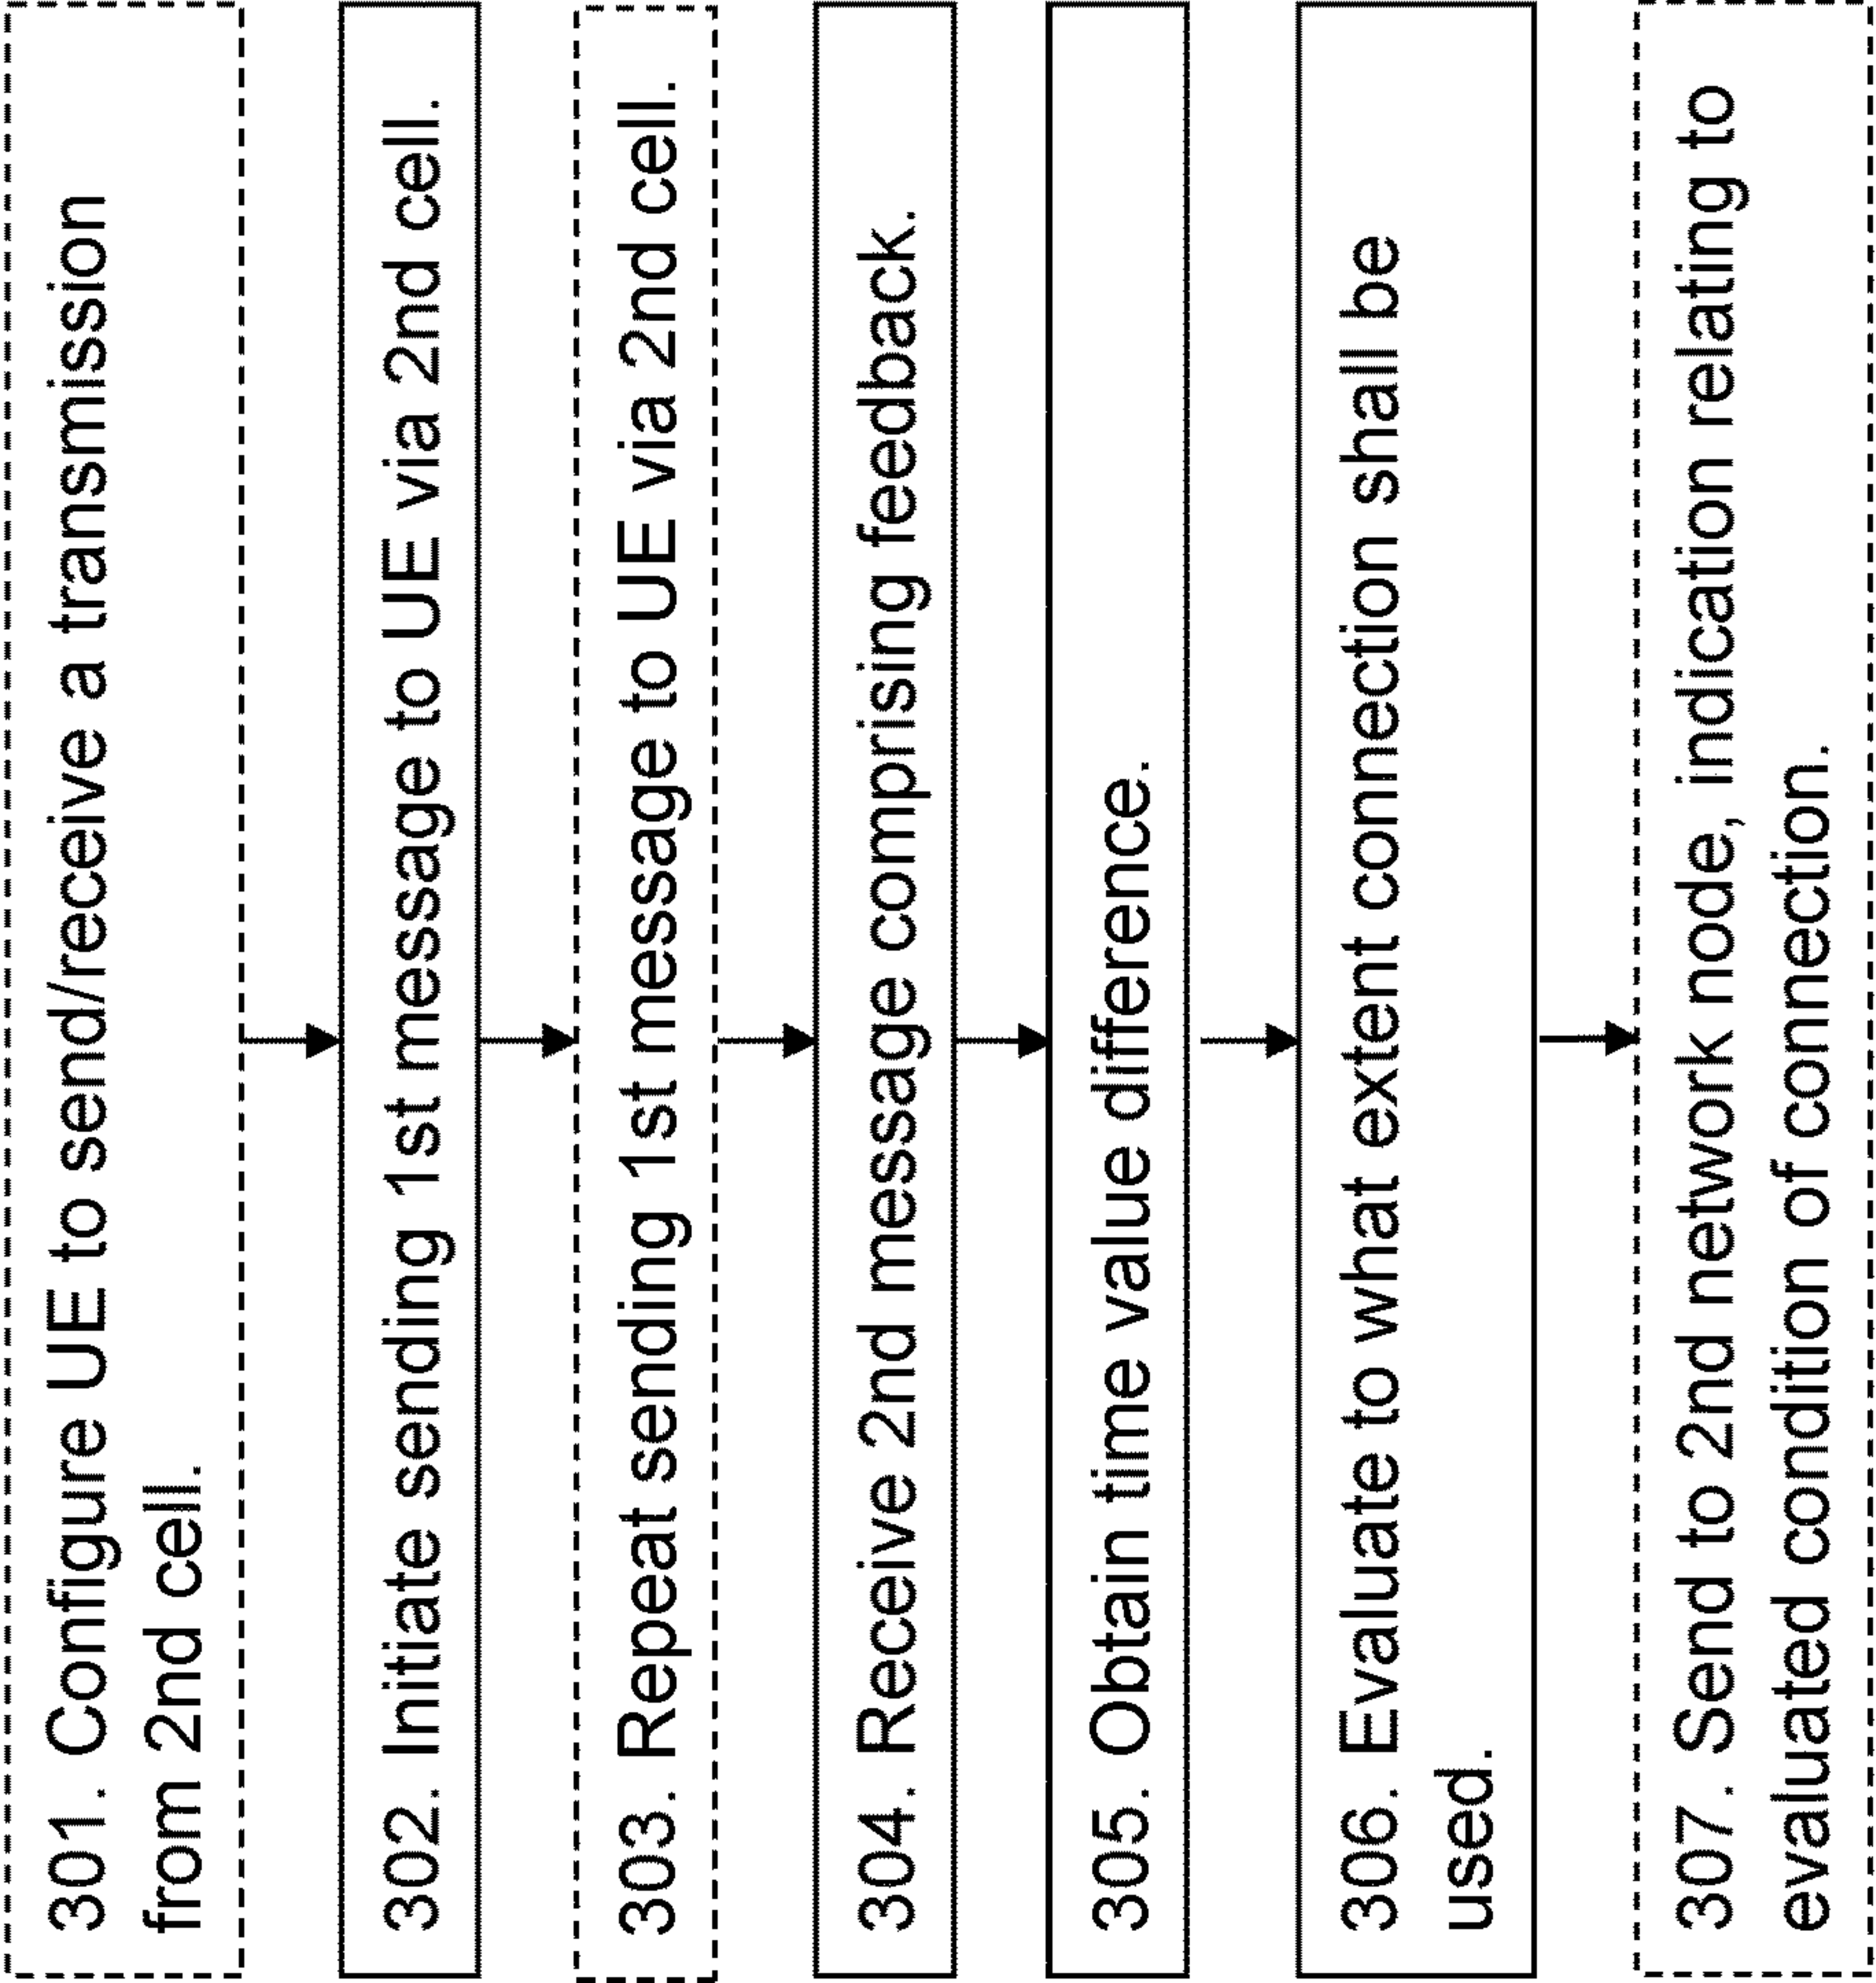 301. Configure UE to send/receive a transmission
from 2nd cell.
302. Initiate sending 1st message to UE via 2nd cell.
303. Repeat sending 1st message to UE via 2nd cell.
304. Receive 2nd message comprising feedback.
305. Obtain time value difference.
306. Evaluate to what extent connection shall be
used.
307. Send to 2nd network node, indication relating to
evaluated condition of connection.